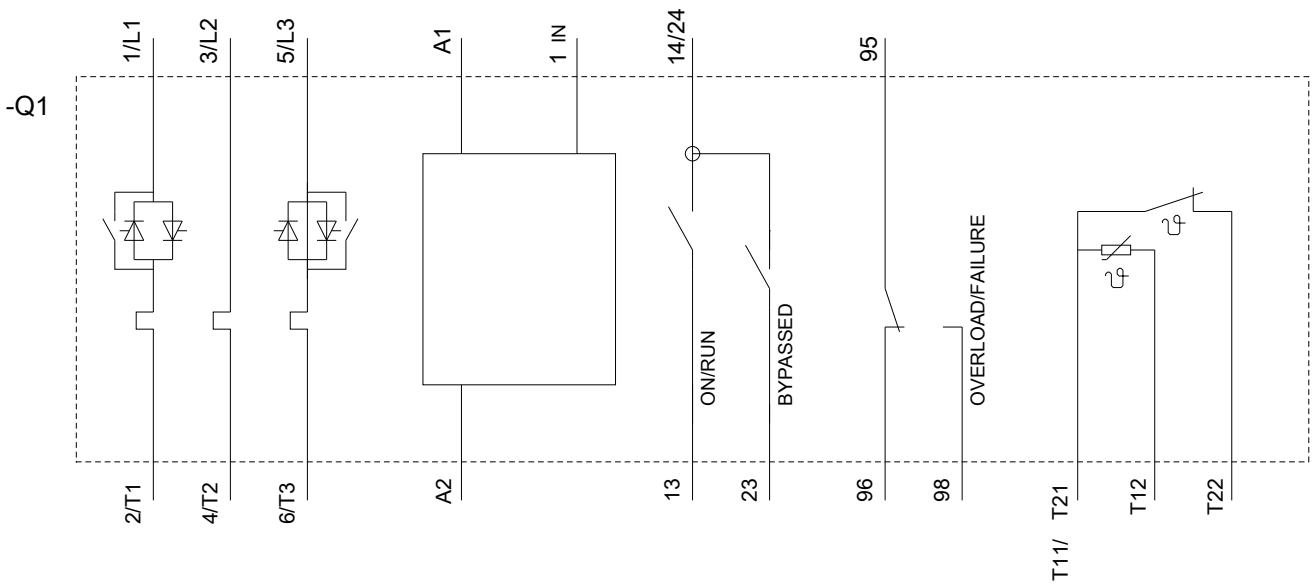 1/L1
3/L2
5/L3
A1
1 IN
14/24
95
-Q1
ON/RUN
BYPASSED
OVERLOAD/FAILURE
ϑ
ϑ
2/T1
4/T2
6/T3
A2
13
23
96
98
T11/ T21
T12
T22